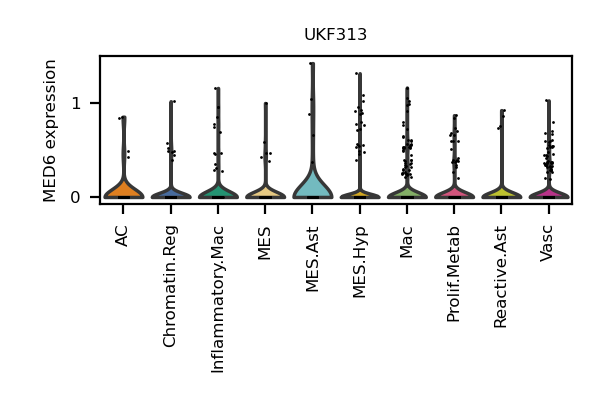 UKF313
MED6 expression
1
0
AC
Chromatin.Reg
Inflammatory.Mac
MES
MES.Ast
MES.Hyp
Mac
Prolif.Metab
Reactive.Ast
Vasc